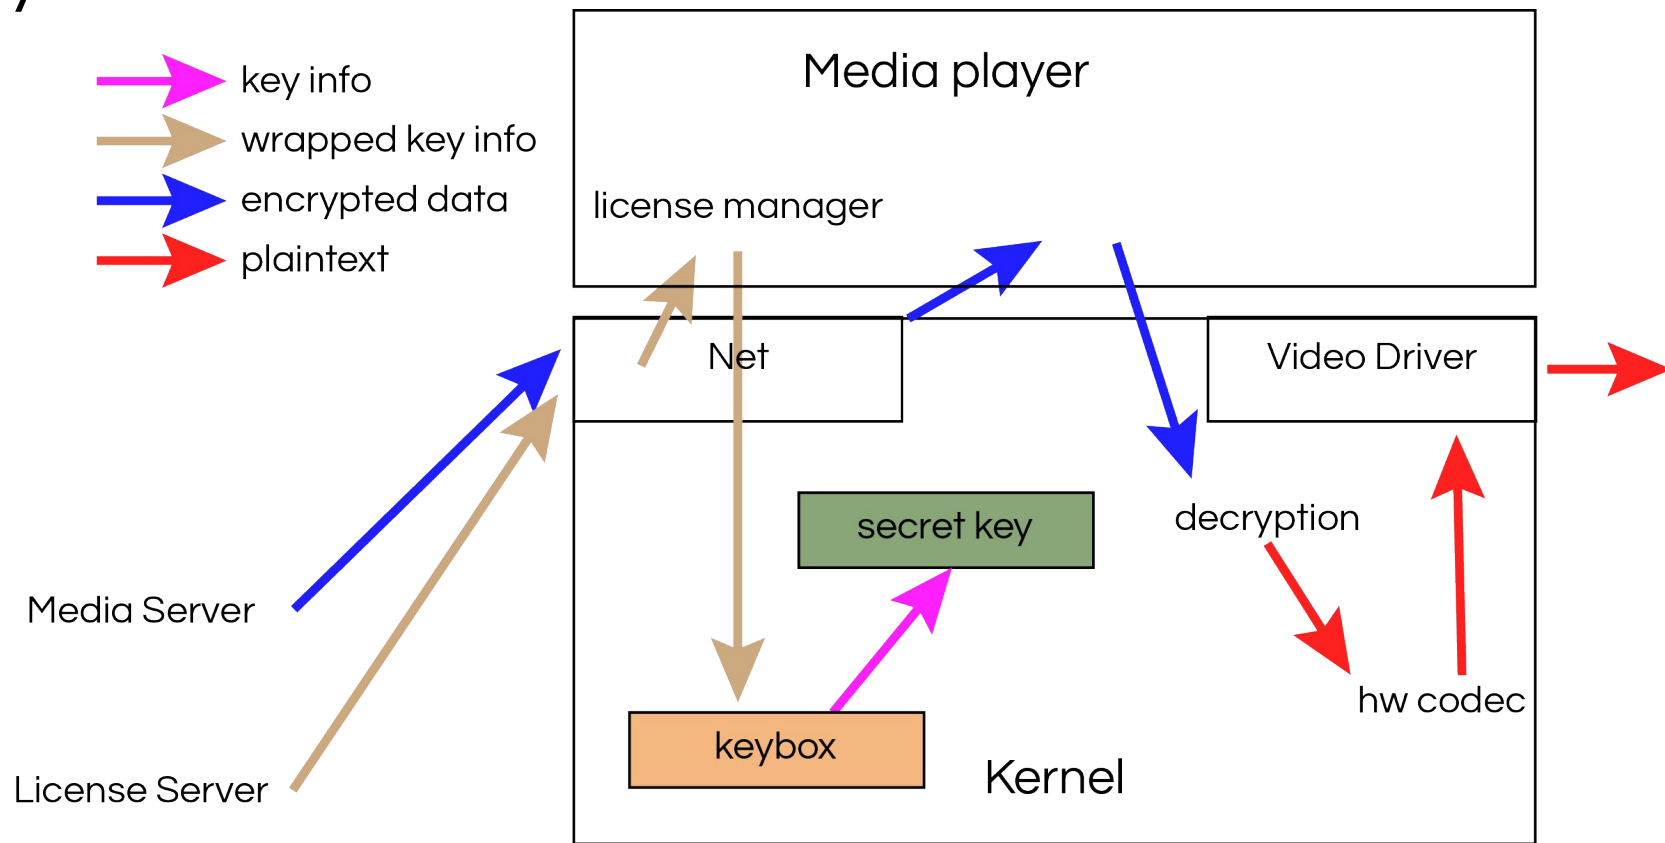 Media player
key info
wrapped key info
encrypted data
plaintext
license manager
Net
Video Driver
secret key
decryption
Media Server
hw codec
keybox
Kernel
License Server